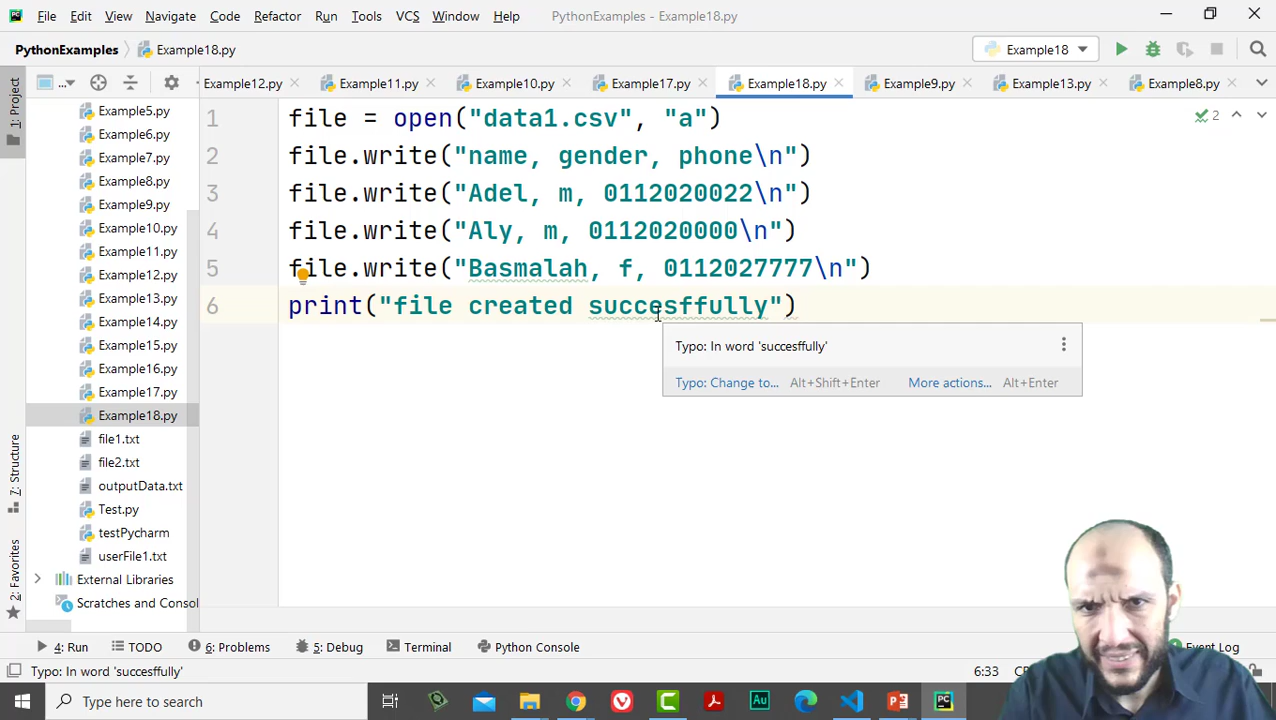 File Edit View Navigate Code Refactor Run Tools VCS Window Help PythonExamples - Example18.py
PythonExamples Example18.py Example18
1: Project
Example12.py Example11.py Example10.py Example17.py Example18.py Example9.py Example13.py Example8.py
Example5.py
Example6.py
Example7.py
Example8.py
Example9.py
Example10.py
Example11.py
Example12.py
Example13.py
Example14.py
Example15.py
Example16.py
Example17.py
Example18.py
file1.txt
file2.txt
outputData.txt
Test.py
testPycharm
userFile1.txt
External Libraries
Scratches and Consol
1 file = open("data1.csv", "a")
2 file.write("name, gender, phone\n")
3 file.write("Adel, m, 0112020022\n")
4 file.write("Aly, m, 0112020000\n")
5 file.write("Basmalah, f, 0112027777\n")
6 print("file created succesffully")
2
Typo: In word 'succesffully'
Typo: Change to... Alt+Shift+Enter More actions... Alt+Enter
7: Structure
2: Favorites
4: Run TODO 6: Problems 5: Debug Terminal Python Console Event Log
Typo: In word 'succesffully' 6:33
Type here to search